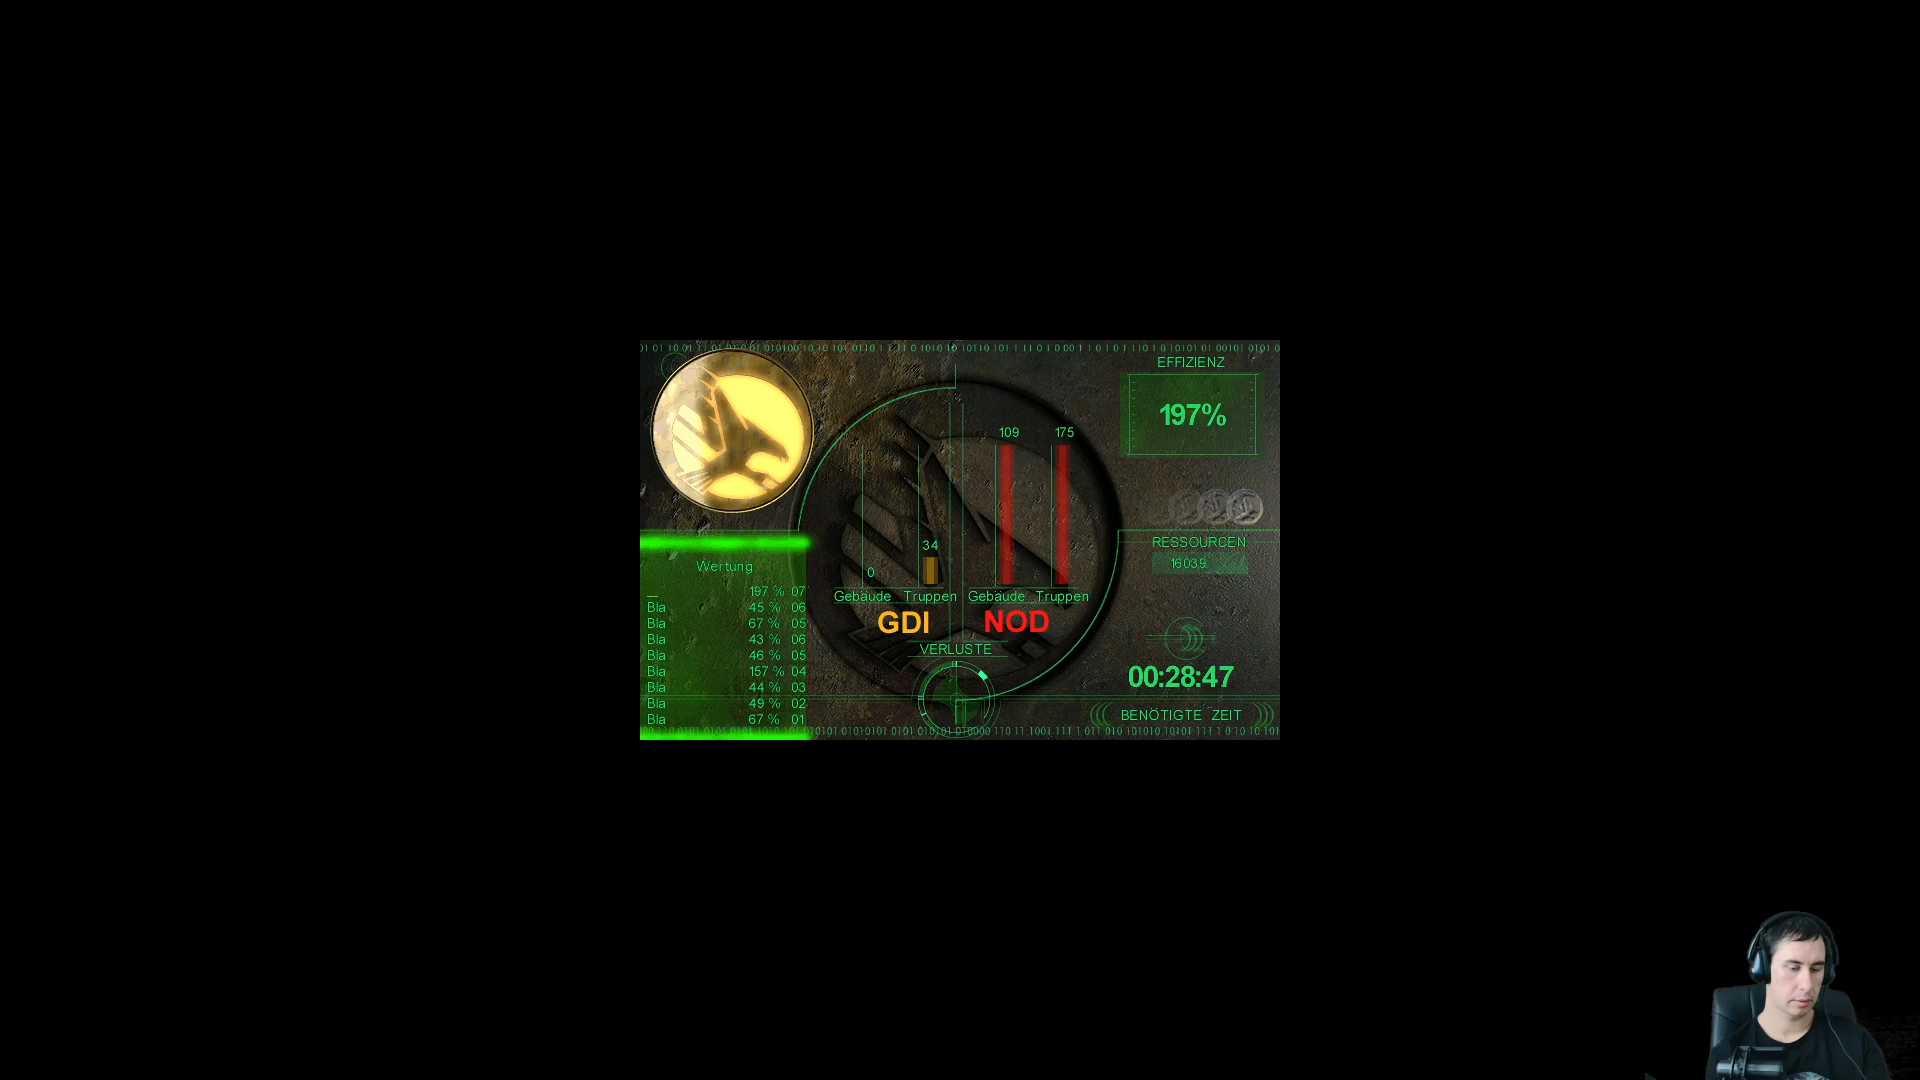 EFFIZIENZ
197%
109
175
34
0
RESSOURCEN
Wertung
_ 197 % 07
Bla 45 % 06
Bla 67 % 05
Bla 43 % 06
Bla 46 % 05
Bla 157 % 04
Bla 44 % 03
Bla 49 % 02
Bla 67 % 01
Gebäude Truppen Gebäude Truppen
GDI NOD
VERLUSTE
00:28:47
BENÖTIGTE ZEIT